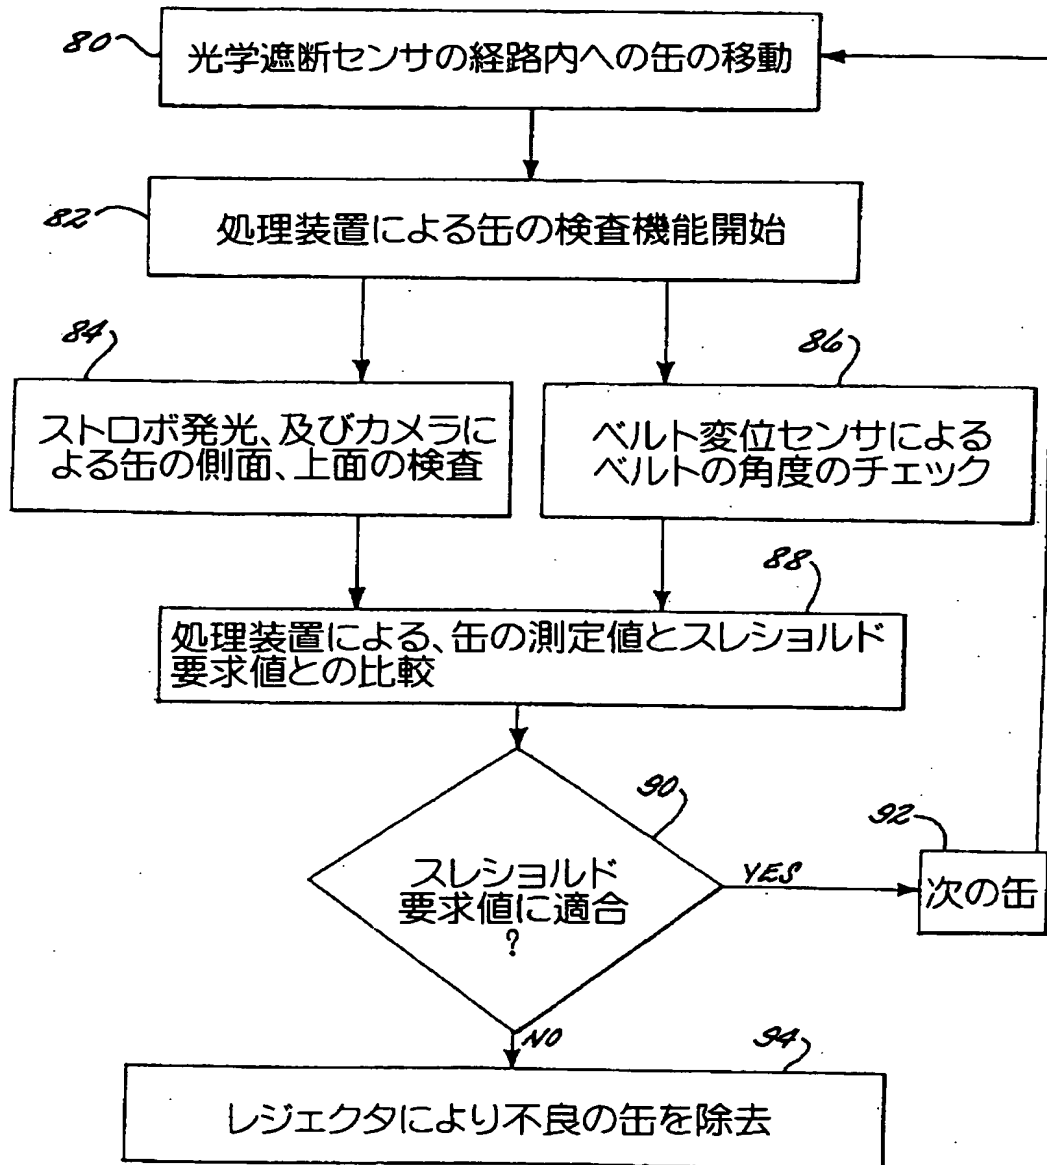 80
光学遮断センサの経路内への缶の移動
82
処理装置による缶の検査機能開始
84
ストロボ発光、及びカメラに
よる缶の側面、上面の検査
86
ベルト変位センサによる
ベルトの角度のチェック
88
処理装置による、缶の測定値とスレショルド
要求値との比較
90
スレショルド
要求値に適合
?
YES
92
次の缶
NO
94
レジェクタにより不良の缶を除去